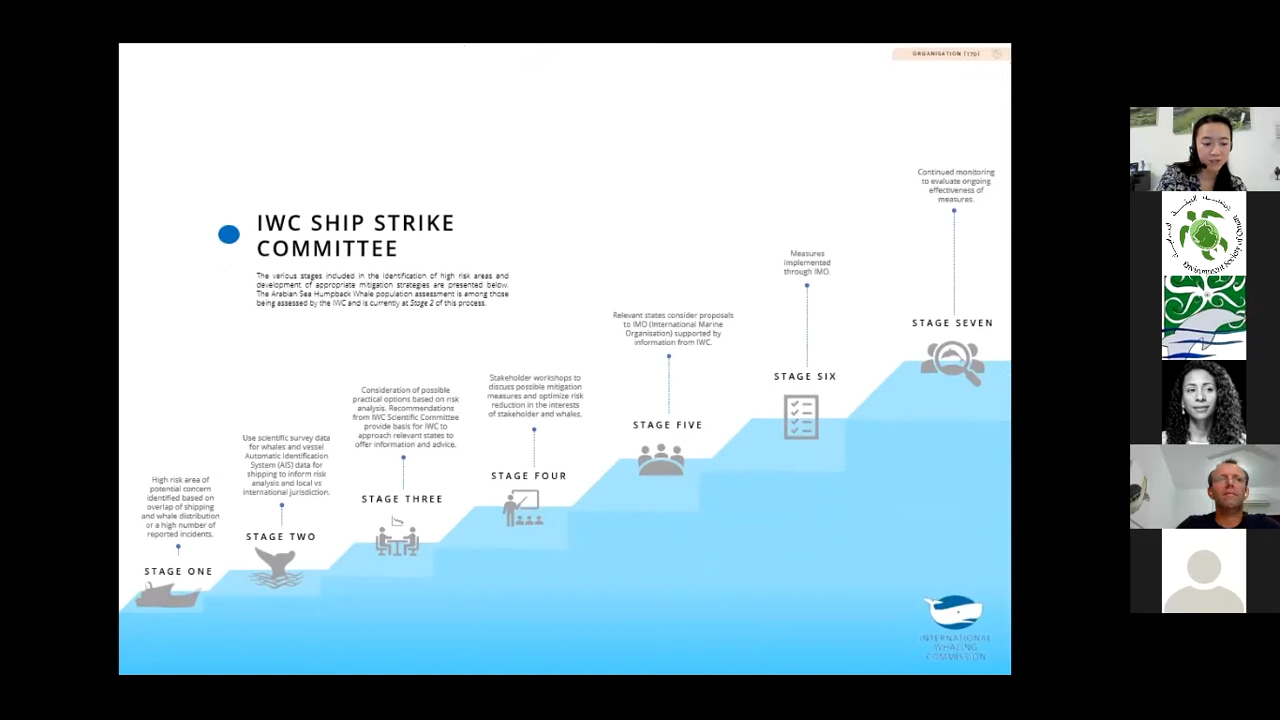 ORGANISATION [170]
IWC SHIP STRIKE
COMMITTEE
The various stages included in the identification of high risk areas and
development of appropriate mitigation strategies are presented below.
The Arabian Sea Humpback Whale population assessment is among those
being assessed by the IWC and is currently at Stage 2 of this process.
High risk area of
potential concern
identified based on
overlap of shipping
and whale distribution
or a high number of
reported incidents.
STAGE ONE
Use scientific survey data
for whales and vessel
Automatic Identification
System (AIS) data for
shipping to inform risk
analysis and local vs
international jurisdiction.
STAGE TWO
Consideration of possible
practical options based on risk
analysis. Recommendations
from IWC Scientific Committee
provide basis for IWC to
approach relevant states to
offer information and advice.
STAGE THREE
Stakeholder workshops to
discuss possible mitigation
measures and optimize risk
reduction in the interests
of stakeholder and whales.
STAGE FOUR
Relevant states consider proposals
to IMO (International Marine
Organisation) supported by
information from IWC.
STAGE FIVE
Measures
implemented
through IMO.
STAGE SIX
Continued monitoring
to evaluate ongoing
effectiveness of
measures.
STAGE SEVEN
INTERNATIONAL
WHALING
COMMISSION
Environment Society of Oman